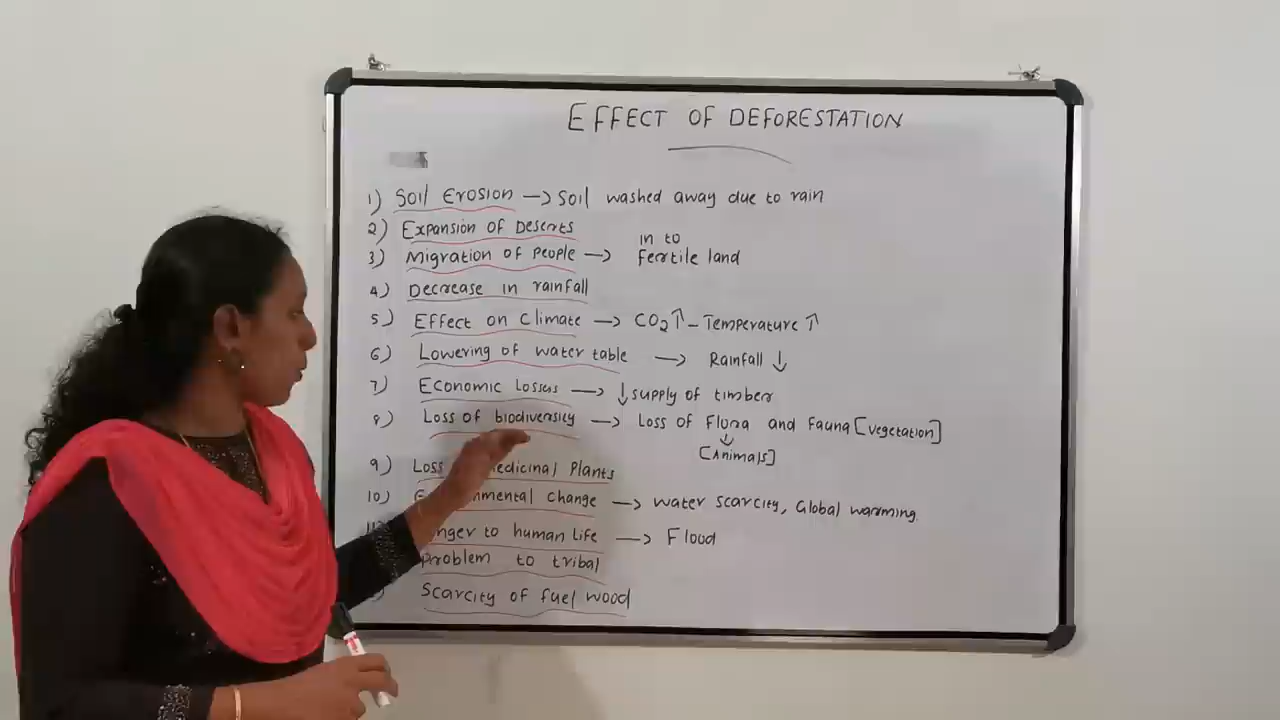 EFFECT OF DEFORESTATION
1) Soil Erosion → Soil washed away due to rain
2) Expansion of Deserts
3) Migration of People → in to fertile land
4) Decrease in rainfall
5) Effect on Climate → CO2↑ - Temperature ↑
6) Lowering of water table → Rainfall ↓
7) Economic Losses → ↓ supply of timber
8) Loss of biodiversity → Loss of Flora and Fauna [vegetation]
↓
[Animals]
9) Loss medicinal Plants
10) change → water scarcity, Global warming.
to human life → Flood
Problem to tribal
Scarcity of fuel wood